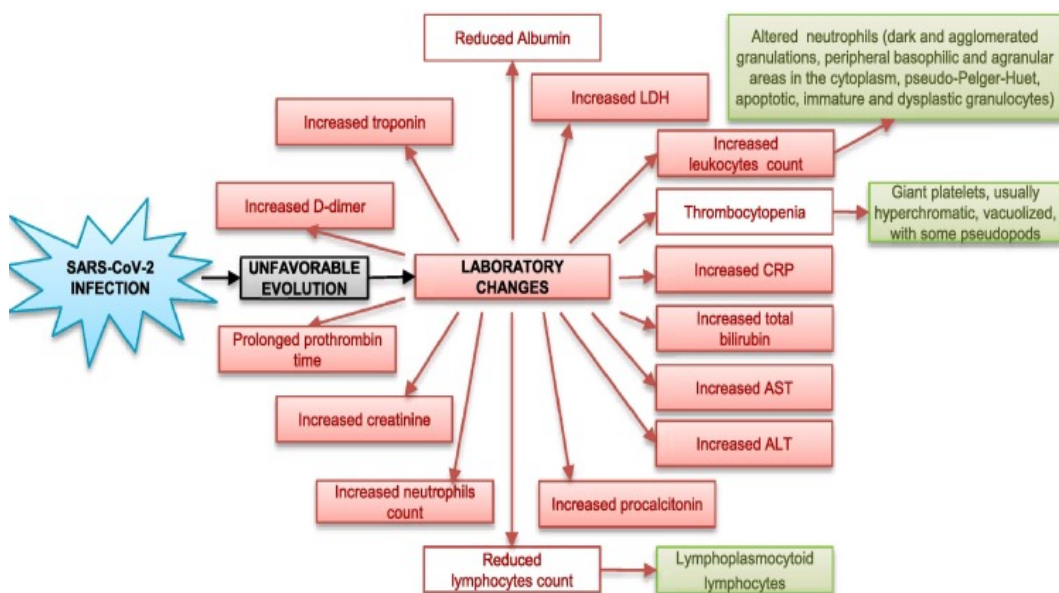 Reduced Albumin
Altered neutrophils (dark and agglomerated
granulations, peripheral basophilic and agranular
areas in the cytoplasm, pseudo-Pelger-Huet,
apoptotic, immature and dysplastic granulocytes)
Increased LDH
Increased troponin
Increased
leukocytes count
Increased D-dimer
Thrombocytopenia
Giant platelets, usually
hyperchromatic, vacuolized,
with some pseudopods
SARS-CoV-2
INFECTION
UNFAVORABLE
EVOLUTION
LABORATORY
CHANGES
Increased CRP
Prolonged prothrombin
time
Increased total
bilirubin
Increased AST
Increased creatinine
Increased ALT
Increased neutrophils
count
Increased procalcitonin
Reduced
lymphocytes count
Lymphoplasmocytoid
lymphocytes